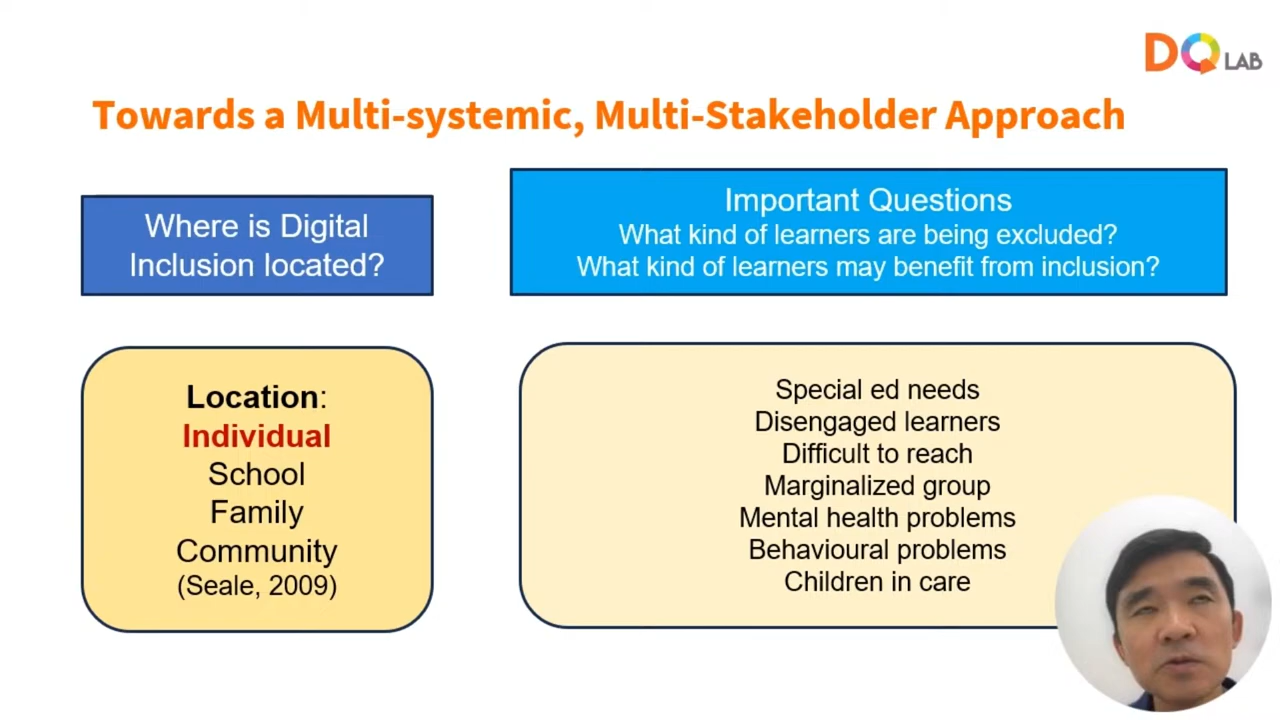 DQ LAB
Towards a Multi-systemic, Multi-Stakeholder Approach
Where is Digital
Inclusion located?
Important Questions
What kind of learners are being excluded?
What kind of learners may benefit from inclusion?
Location:
Individual
School
Family
Community
(Seale, 2009)
Special ed needs
Disengaged learners
Difficult to reach
Marginalized group
Mental health problems
Behavioural problems
Children in care